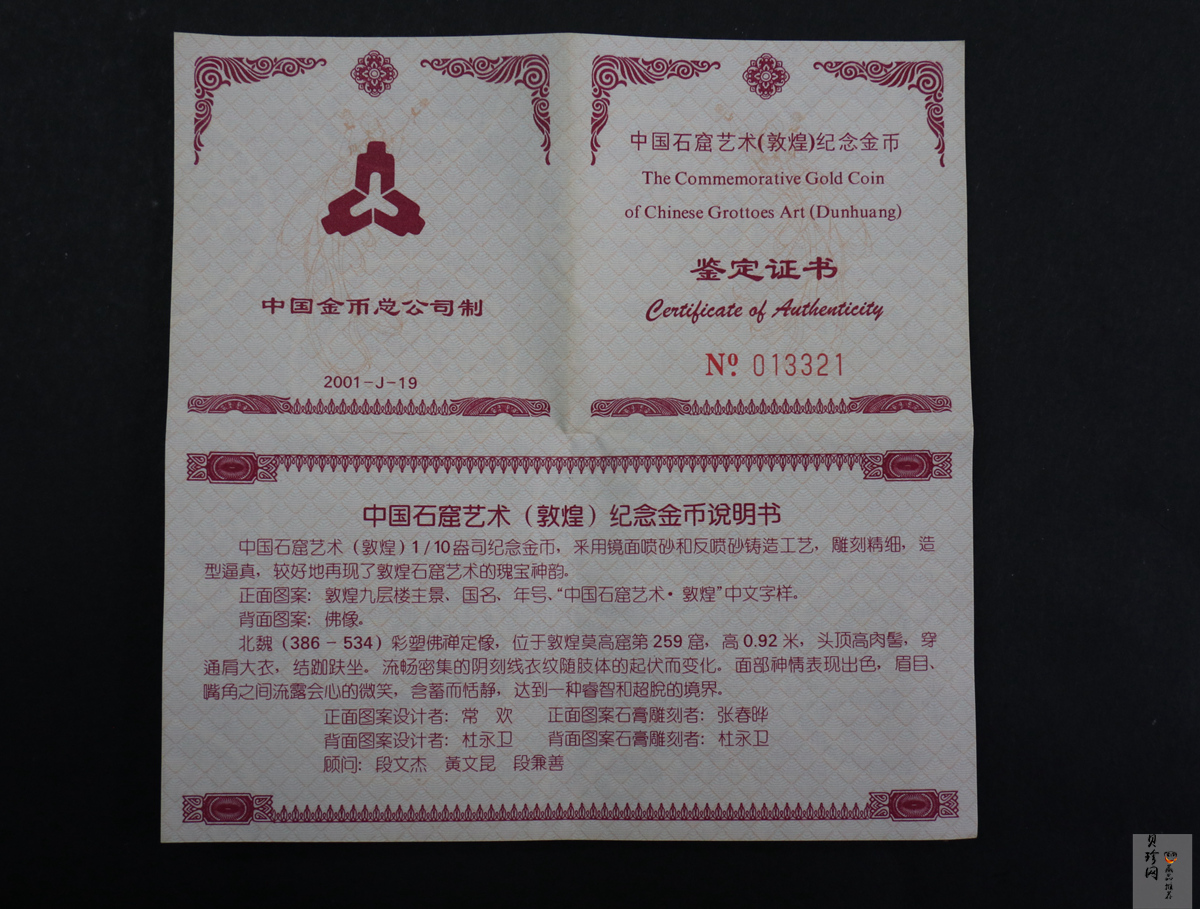 中国金币总公司制
2001-J-19
中国石窟艺术(敦煌)纪念金币
The Commemorative Gold Coin
of Chinese Grottoes Art (Dunhuang)
鉴定证书
Certificate of Authenticity
Nº. 013321
中国石窟艺术（敦煌）纪念金币说明书
中国石窟艺术（敦煌）1/10盎司纪念金币，采用镜面喷砂和反喷砂铸造工艺，雕刻精细，造
型逼真，较好地再现了敦煌石窟艺术的瑰宝神韵。
正面图案：敦煌九层楼主景、国名、年号、“中国石窟艺术·敦煌”中文字样。
背面图案：佛像。
北魏（386－534）彩塑佛禅定像，位于敦煌莫高窟第259窟，高0.92米，头顶高肉髻，穿
通肩大衣，结跏趺坐。流畅密集的阴刻线衣纹随肢体的起伏而变化。面部神情表现出色，眉目、
嘴角之间流露会心的微笑，含蓄而恬静，达到一种睿智和超脱的境界。
正面图案设计者：常　欢　　正面图案石膏雕刻者：张春晔
背面图案设计者：杜永卫　　背面图案石膏雕刻者：杜永卫
顾问：段文杰　黄文昆　段兼善
贝珍网
藏品推荐